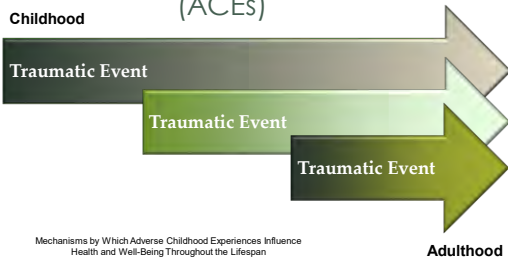 (ACEs)
Childhood
Traumatic Event
Traumatic Event
Traumatic Event
Mechanisms by Which Adverse Childhood Experiences Influence
Health and Well-Being Throughout the Lifespan
Adulthood